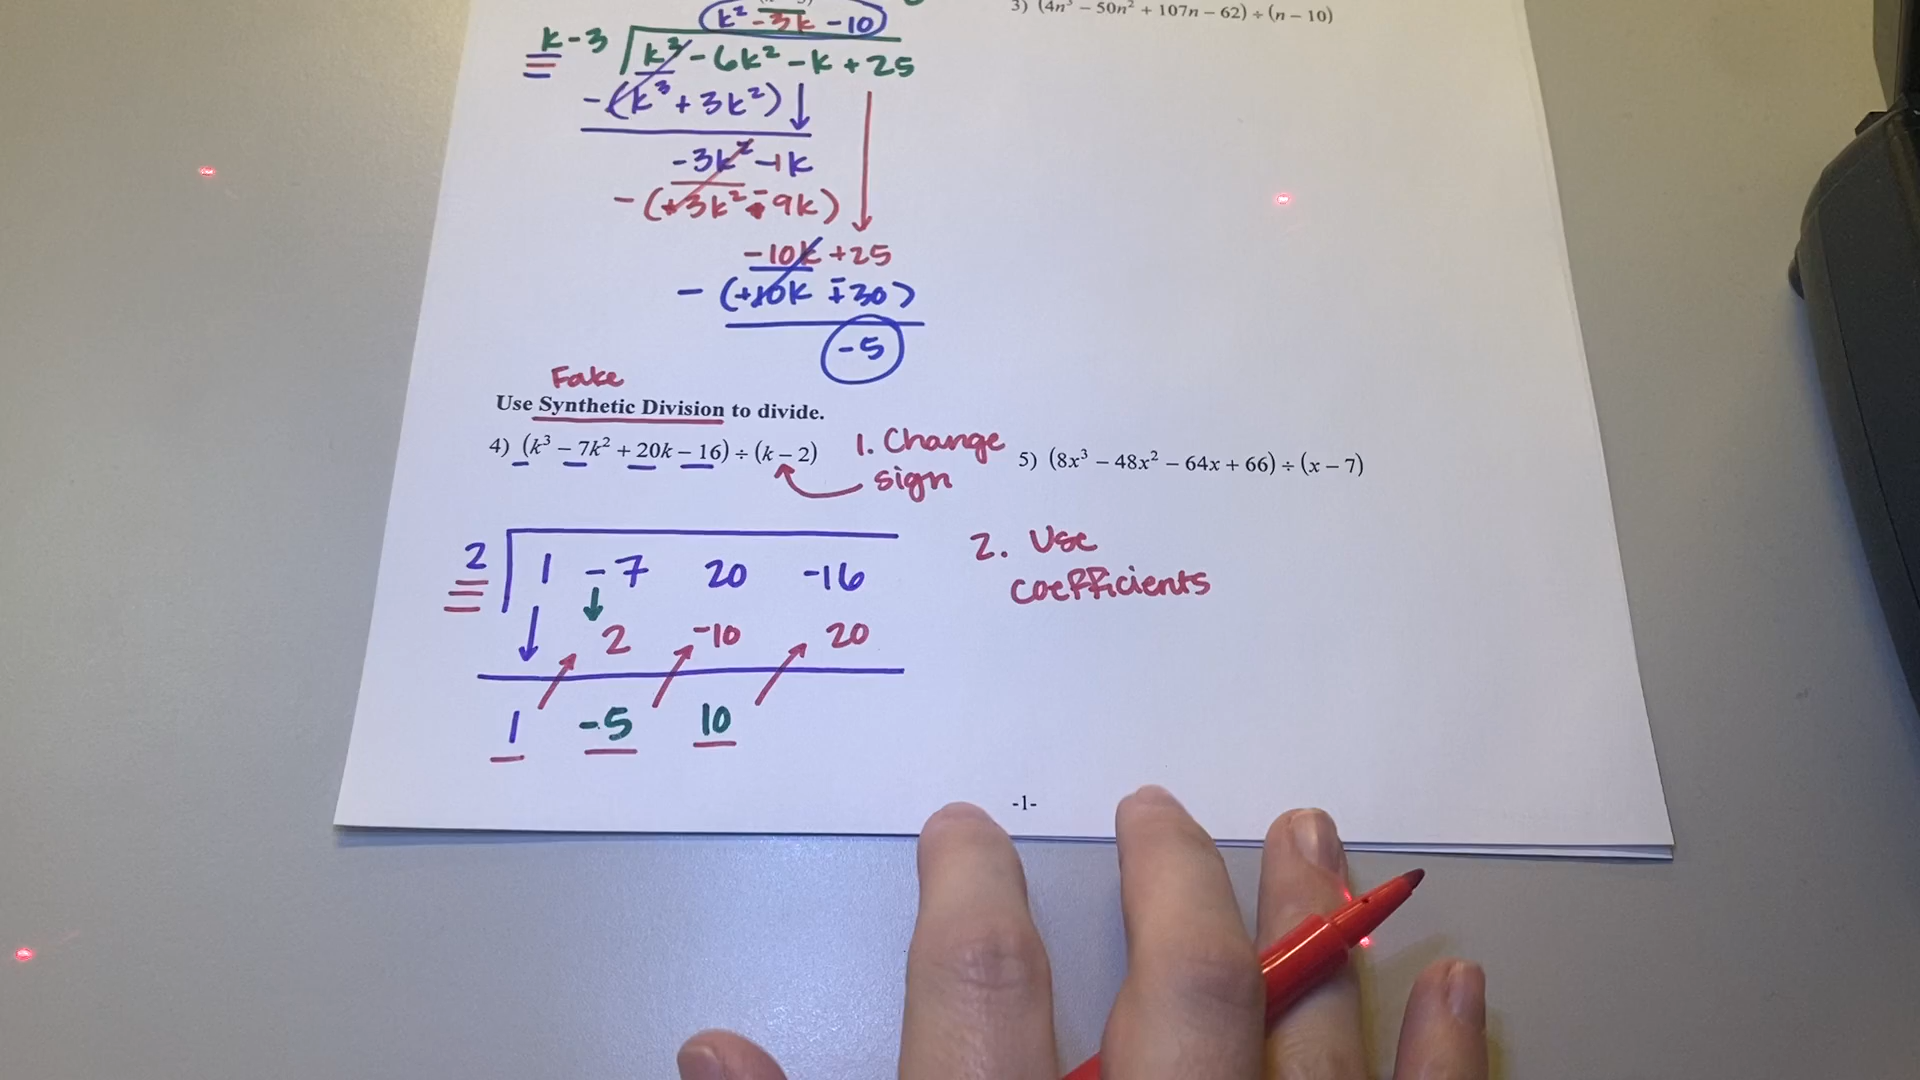 3) (4n³ − 50n² + 107n − 62) ÷ (n − 10)
k² -3k -10
k-3 k³ - 6k² - k + 25
-(k³ + 3k²)
-3k² -1k
-(+3k² - 9k)
-10k +25
-(+10k - 30)
-5
Fake
Use Synthetic Division to divide.
4) (k³ − 7k² + 20k − 16) ÷ (k − 2)
1. Change
sign
5) (8x³ − 48x² − 64x + 66) ÷ (x − 7)
2. Use
coefficients
2 1 -7 20 -16
2 -10 20
1 -5 10
-1-